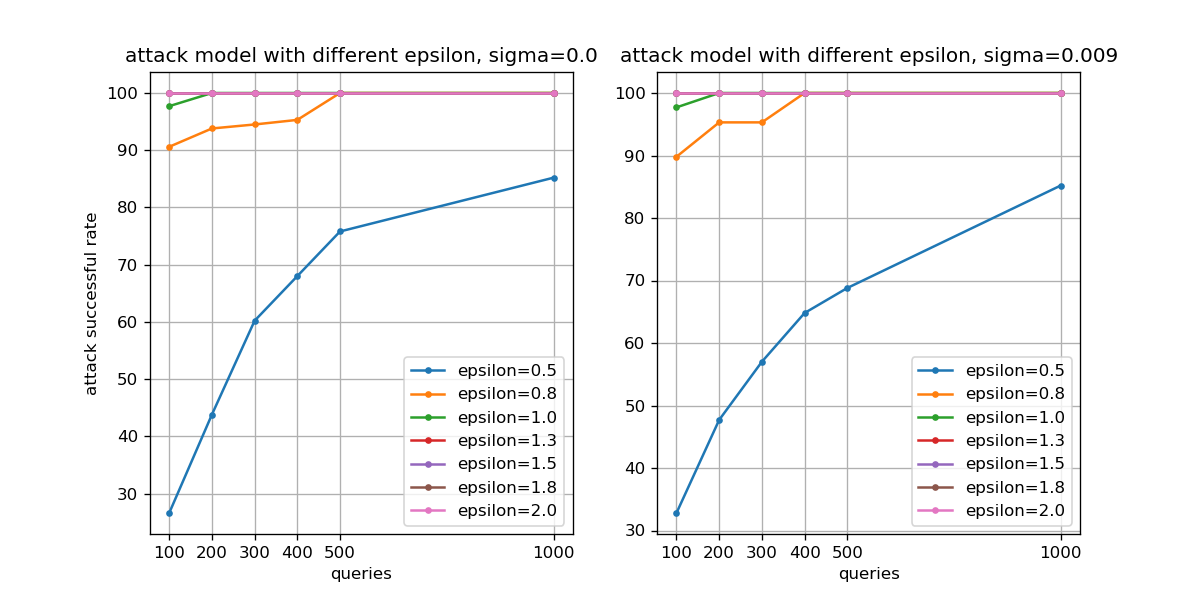 attack model with different epsilon, sigma=0.0
attack successful rate
100
90
80
70
60
50
40
30
epsilon=0.5
epsilon=0.8
epsilon=1.0
epsilon=1.3
epsilon=1.5
epsilon=1.8
epsilon=2.0
100 200 300 400 500 1000
queries
attack model with different epsilon, sigma=0.009
100
90
80
70
60
50
40
30
epsilon=0.5
epsilon=0.8
epsilon=1.0
epsilon=1.3
epsilon=1.5
epsilon=1.8
epsilon=2.0
100 200 300 400 500 1000
queries